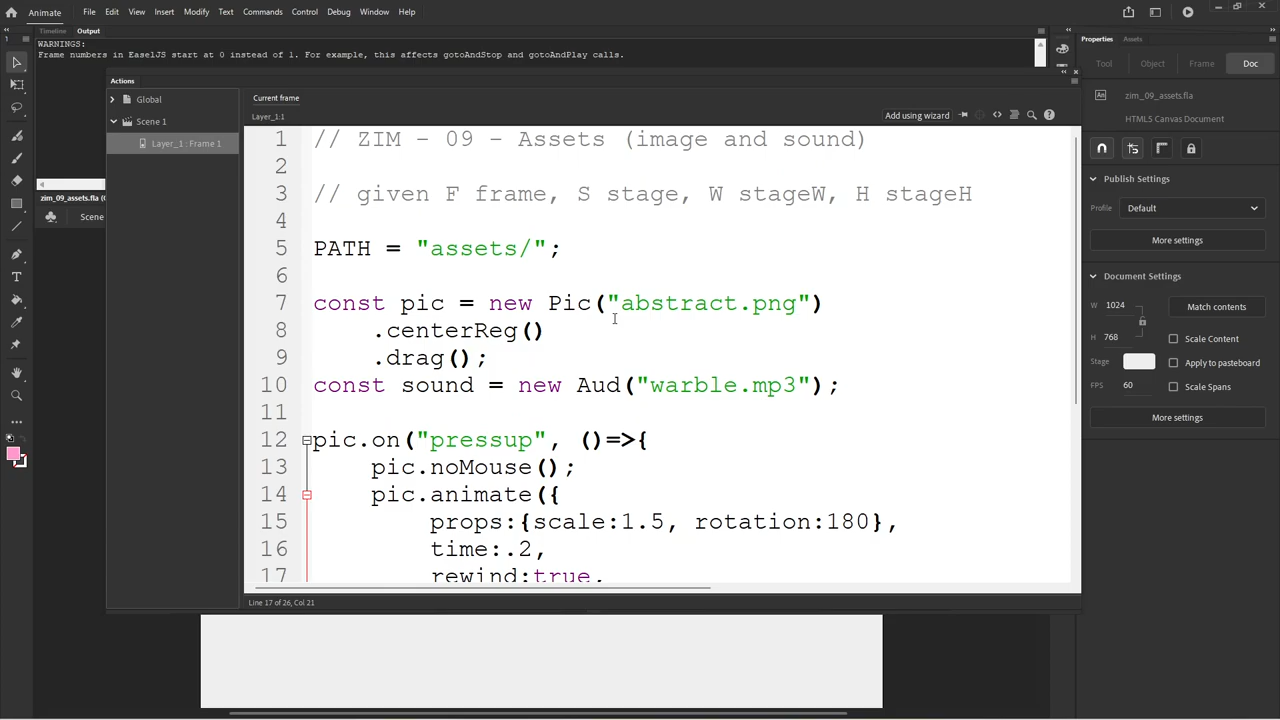 Animate
File Edit View Insert Modify Text Commands Control Debug Window Help
Timeline Output
WARNINGS:
Frame numbers in EaselJS start at 0 instead of 1. For example, this affects gotoAndStop and gotoAndPlay calls.
Actions
Global
Scene 1
Layer_1 : Frame 1
Current frame
Layer_1:1
Add using wizard
1 // ZIM - 09 - Assets (image and sound)
2
3 // given F frame, S stage, W stageW, H stageH
4
5 PATH = "assets/";
6
7 const pic = new Pic("abstract.png")
8 .centerReg()
9 .drag();
10 const sound = new Aud("warble.mp3");
11
12 pic.on("pressup", ()=>{
13 pic.noMouse();
14 pic.animate({
15 props:{scale:1.5, rotation:180},
16 time:.2,
17 rewind:true,
Line 17 of 26, Col 21
zim_09_assets.fla (
Scene
Properties Assets
Tool Object Frame Doc
An zim_09_assets.fla
HTML5 Canvas Document
Publish Settings
Profile Default
More settings
Document Settings
W 1024 Match contents
H 768 Scale Content
Stage Apply to pasteboard
FPS 60 Scale Spans
More settings